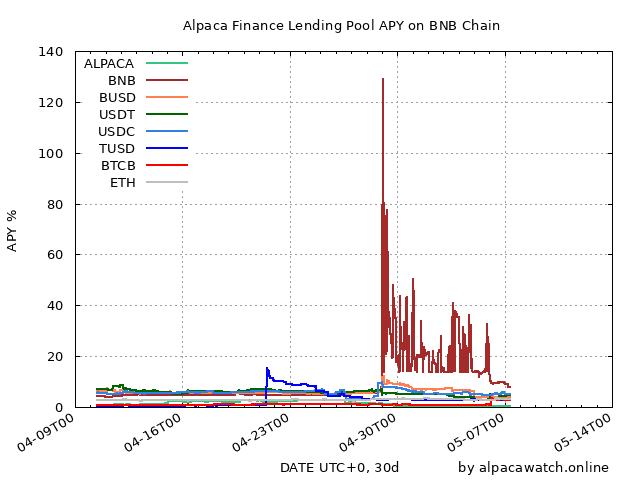 Alpaca Finance Lending Pool APY on BNB Chain
140
120
100
80
60
40
20
0
APY %
ALPACA
BNB
BUSD
USDT
USDC
TUSD
BTCB
ETH
04-09T00
04-16T00
04-23T00
04-30T00
05-07T00
05-14T00
DATE UTC+0, 30d
by alpacawatch.online